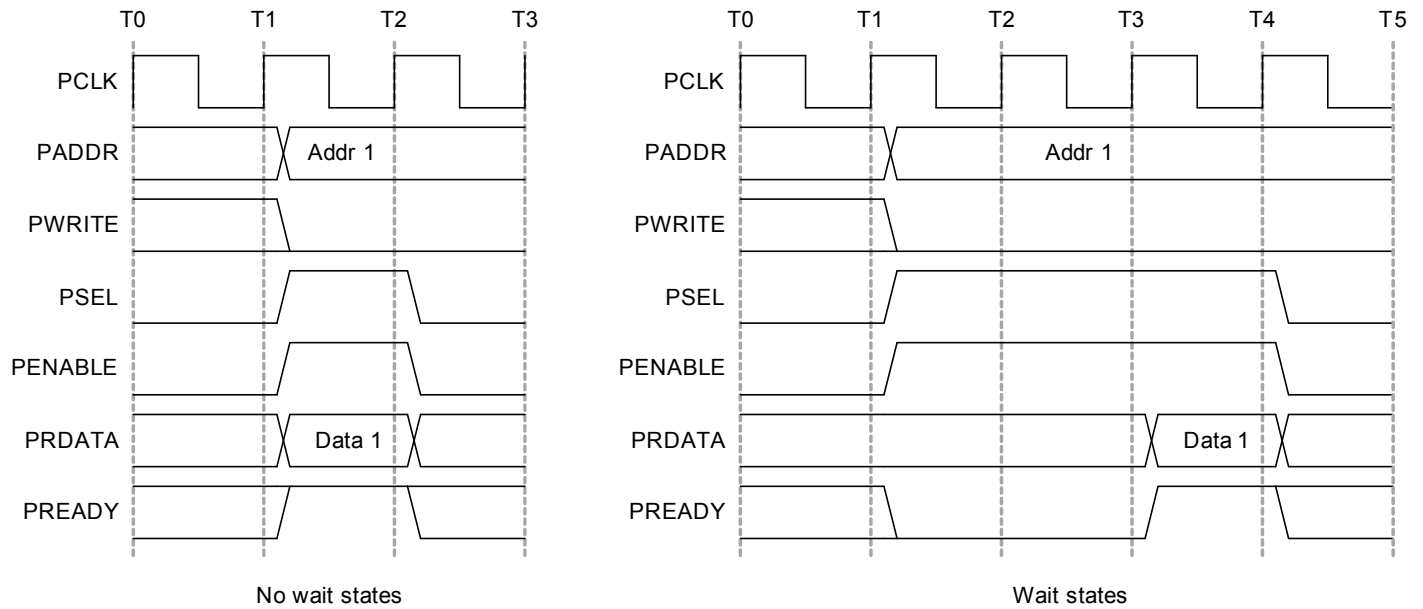 T0 T1 T2 T3
PCLK
PADDR Addr 1
PWRITE
PSEL
PENABLE
PRDATA Data 1
PREADY
No wait states
T0 T1 T2 T3 T4 T5
PCLK
PADDR Addr 1
PWRITE
PSEL
PENABLE
PRDATA Data 1
PREADY
Wait states